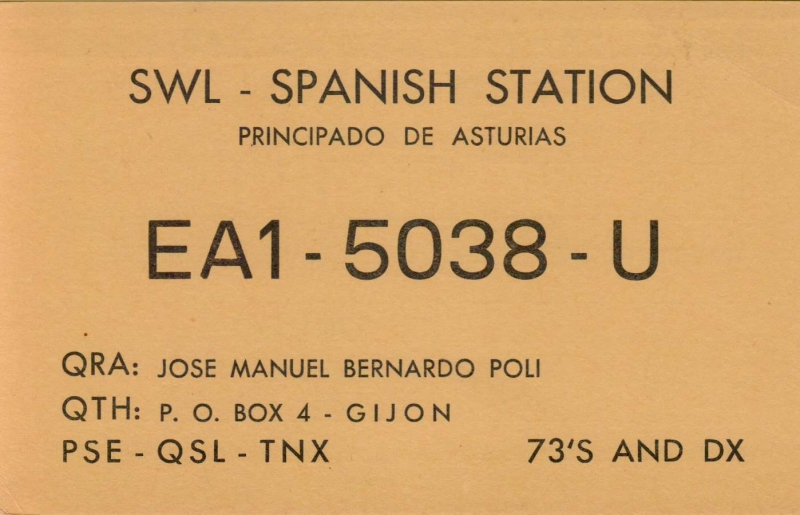 SWL - SPANISH STATION
PRINCIPADO DE ASTURIAS
EA1 - 5038 - U
QRA: JOSE MANUEL BERNARDO POLI
QTH: P. O. BOX 4 - GIJON
PSE - QSL - TNX 73'S AND DX